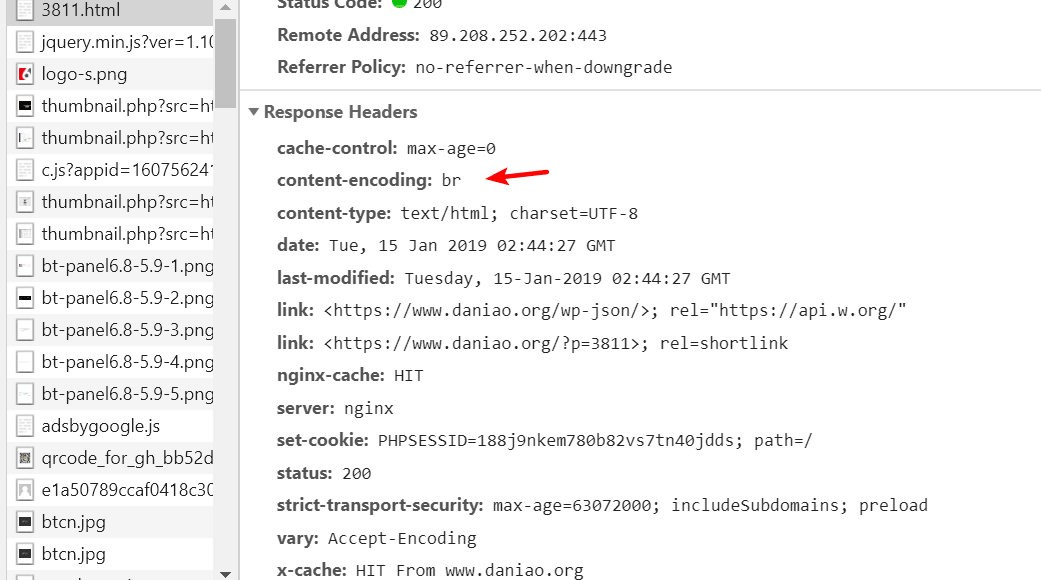 3811.html
jquery.min.js?ver=1.10
logo-s.png
thumbnail.php?src=ht
thumbnail.php?src=ht
c.js?appid=160756241
thumbnail.php?src=ht
thumbnail.php?src=ht
bt-panel6.8-5.9-1.png
bt-panel6.8-5.9-2.png
bt-panel6.8-5.9-3.png
bt-panel6.8-5.9-4.png
bt-panel6.8-5.9-5.png
adsbygoogle.js
qrcode_for_gh_bb52d
e1a50789ccaf0418c30
btcn.jpg
btcn.jpg
Status Code: 200
Remote Address: 89.208.252.202:443
Referrer Policy: no-referrer-when-downgrade
Response Headers
cache-control: max-age=0
content-encoding: br
content-type: text/html; charset=UTF-8
date: Tue, 15 Jan 2019 02:44:27 GMT
last-modified: Tuesday, 15-Jan-2019 02:44:27 GMT
link: <https://www.daniao.org/wp-json/>; rel="https://api.w.org/"
link: <https://www.daniao.org/?p=3811>; rel=shortlink
nginx-cache: HIT
server: nginx
set-cookie: PHPSESSID=188j9nkem780b82vs7tn40jdds; path=/
status: 200
strict-transport-security: max-age=63072000; includeSubdomains; preload
vary: Accept-Encoding
x-cache: HIT From www.daniao.org